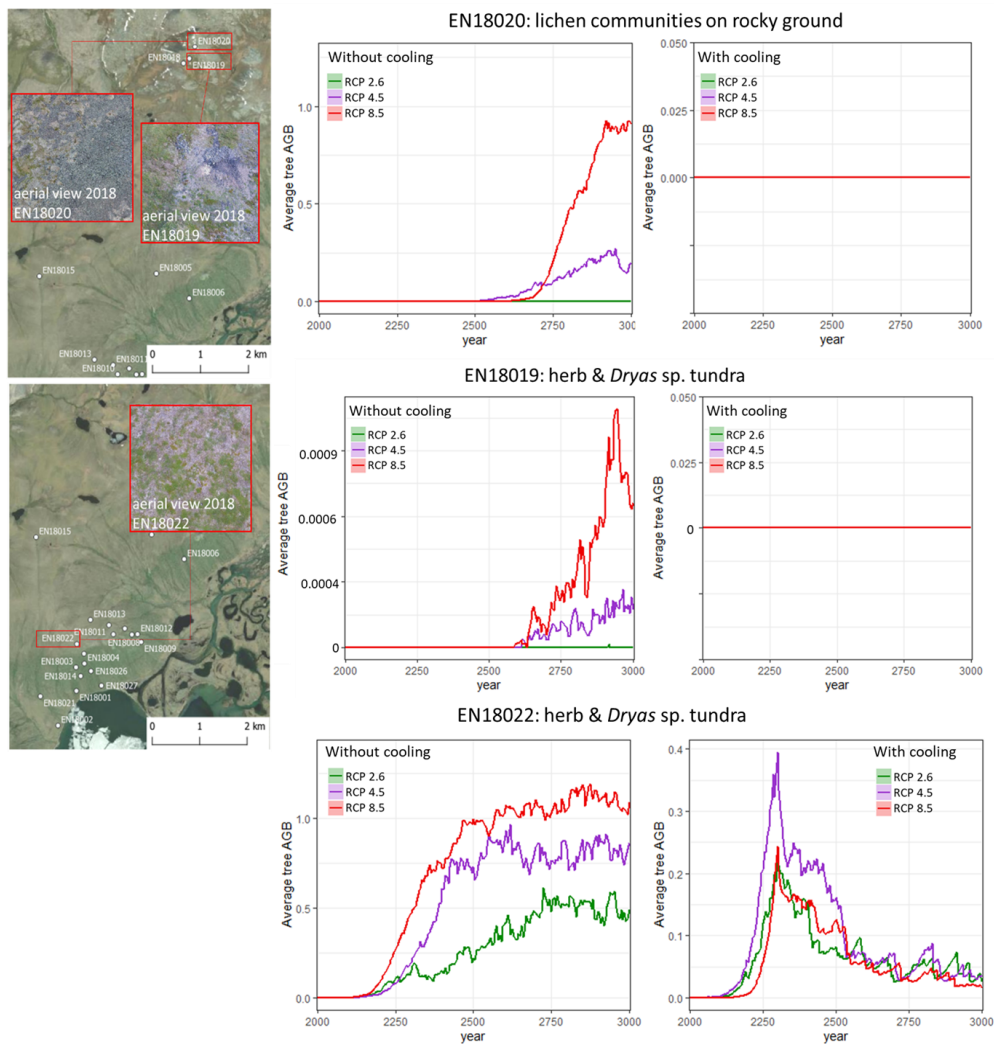 EN18020
EN18018
EN18019
aerial view 2018
EN18020
aerial view 2018
EN18019
EN18015
EN18005
EN18006
EN18013
EN18011
EN18010
0 1 2 km
EN18020: lichen communities on rocky ground
Without cooling
RCP 2.6
RCP 4.5
RCP 8.5
Average tree AGB
1.0
0.5
0.0
2000 2250 2500 2750 300
year
With cooling
RCP 2.6
RCP 4.5
RCP 8.5
Average tree AGB
0.050
0.025
0.000
2000 2250 2500 2750 3000
year
EN18019: herb & Dryas sp. tundra
Without cooling
RCP 2.6
RCP 4.5
RCP 8.5
Average tree AGB
0.0009
0.0006
0.0004
0
2000 2250 2500 2750 3000
year
With cooling
RCP 2.6
RCP 4.5
RCP 8.5
Average tree AGB
0.050
0.025
0
2000 2250 2500 2750 3000
year
aerial view 2018
EN18022
EN18015
EN18006
EN18013
EN18011
EN18012
EN18022
EN18008
EN18009
EN18004
EN18003
EN18026
EN18014
EN18027
EN18001
EN18021
EN18002
0 1 2 km
EN18022: herb & Dryas sp. tundra
Without cooling
RCP 2.6
RCP 4.5
RCP 8.5
Average tree AGB
1.0
0.5
0.0
2000 2250 2500 2750 3000
year
With cooling
RCP 2.6
RCP 4.5
RCP 8.5
Average tree AGB
0.4
0.3
0.2
0.1
0.0
2000 2250 2500 2750 3000
year